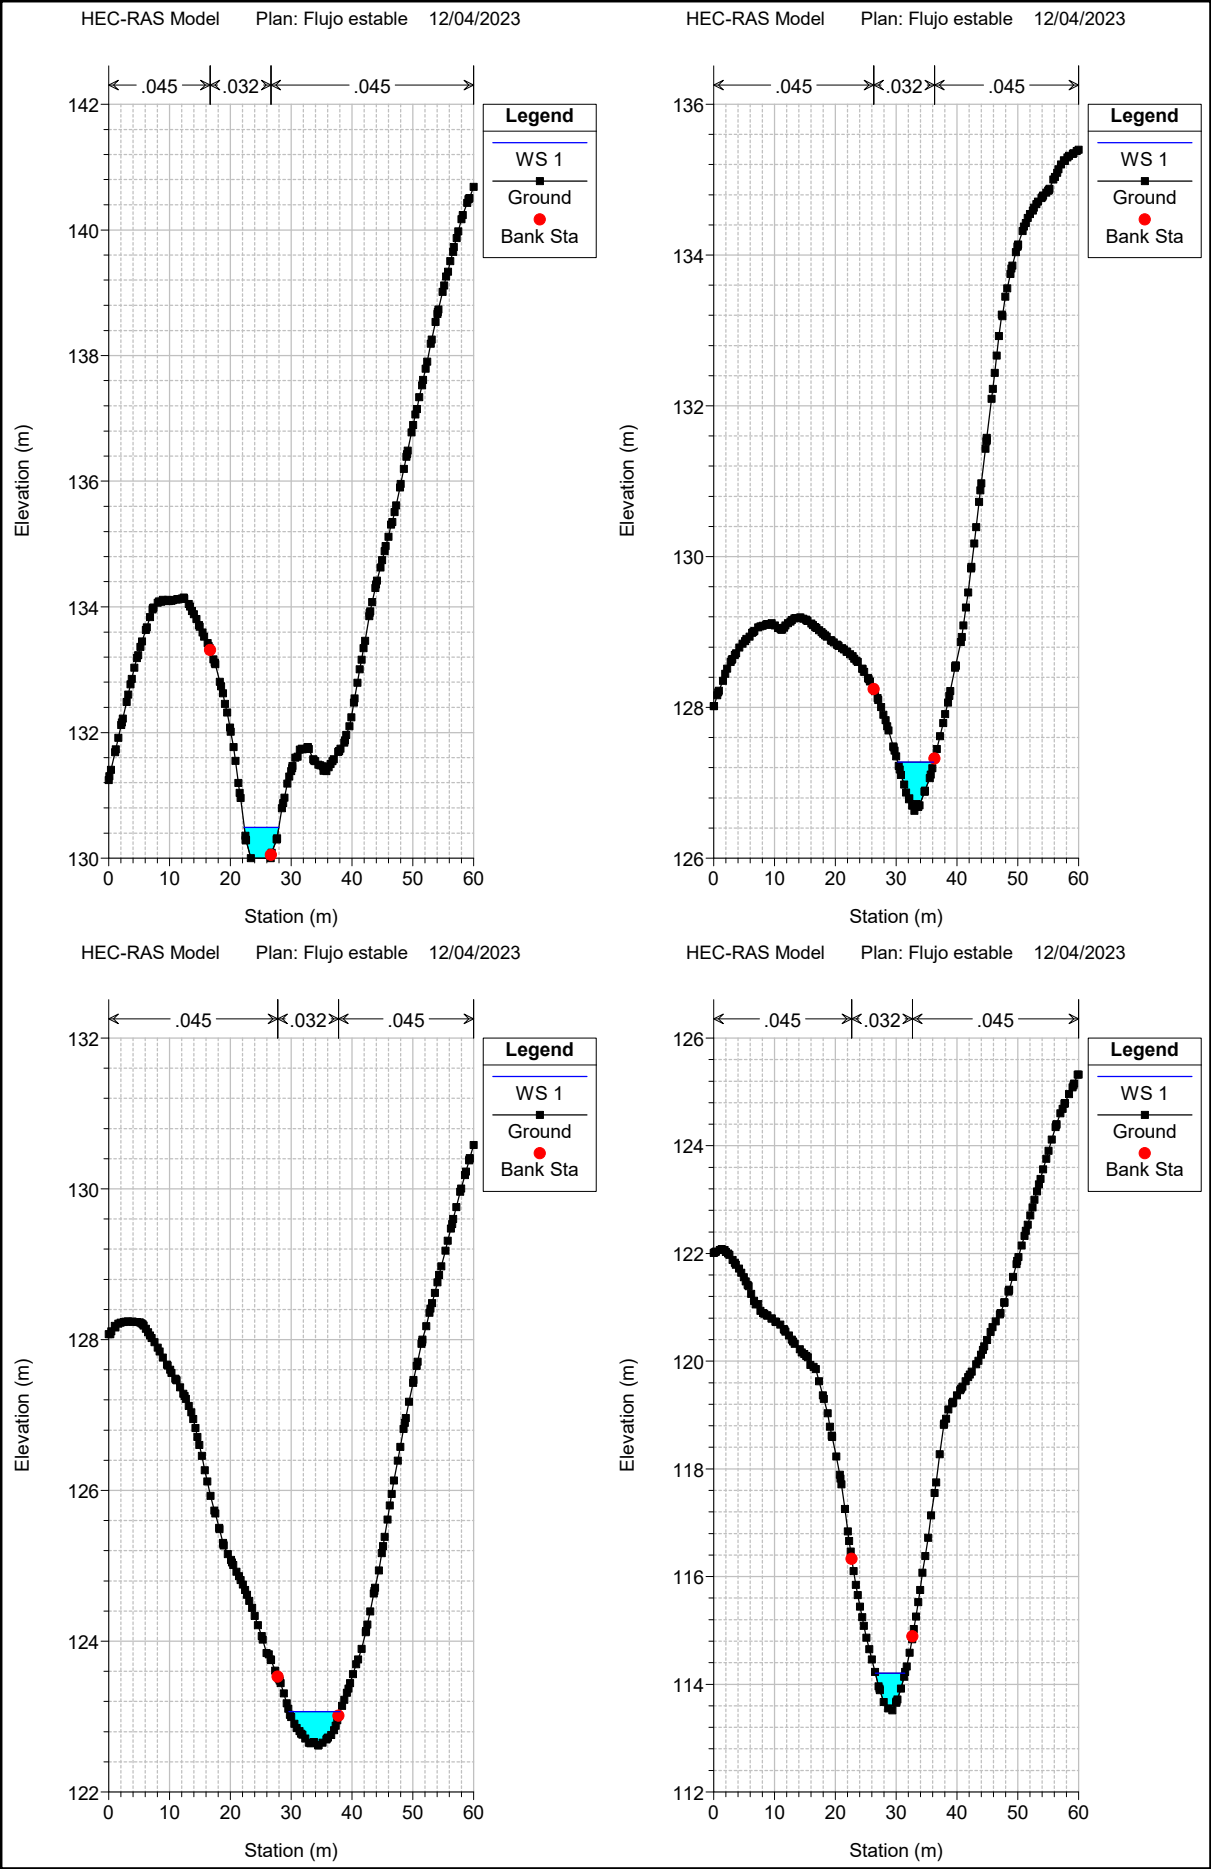 HEC-RAS Model Plan: Flujo estable 12/04/2023
.045 .032 .045
Legend
WS 1
Ground
Bank Sta
142
140
138
136
134
132
130
Elevation (m)
0 10 20 30 40 50 60
Station (m)
HEC-RAS Model Plan: Flujo estable 12/04/2023
.045 .032 .045
Legend
WS 1
Ground
Bank Sta
136
134
132
130
128
126
Elevation (m)
0 10 20 30 40 50 60
Station (m)
HEC-RAS Model Plan: Flujo estable 12/04/2023
.045 .032 .045
Legend
WS 1
Ground
Bank Sta
132
130
128
126
124
122
Elevation (m)
0 10 20 30 40 50 60
Station (m)
HEC-RAS Model Plan: Flujo estable 12/04/2023
.045 .032 .045
Legend
WS 1
Ground
Bank Sta
126
124
122
120
118
116
114
112
Elevation (m)
0 10 20 30 40 50 60
Station (m)